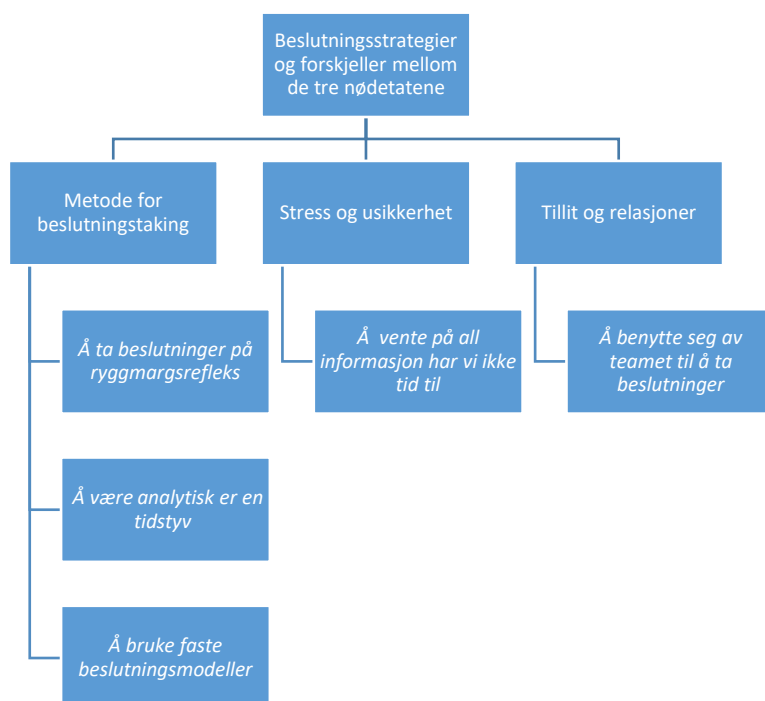 Beslutningsstrategier
og forskjeller mellom
de tre nødetatene
Metode for
beslutningstaking
Stress og usikkerhet
Tillit og relasjoner
Å ta beslutninger på
ryggmargsrefleks
Å vente på all
informasjon har vi ikke
tid til
Å benytte seg av
teamet til å ta
beslutninger
Å være analytisk er en
tidstyv
Å bruke faste
beslutningsmodeller